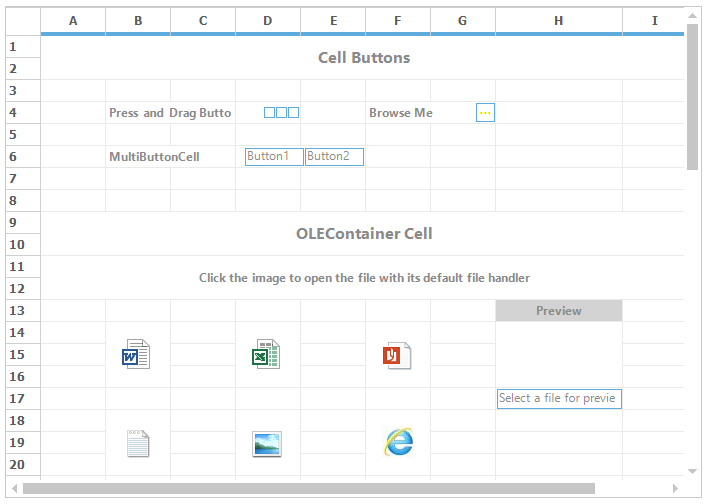 A B C D E F G H I
1
Cell Buttons
2
3
4 Press and Drag Butto Browse Me ...
5
6 MultiButtonCell Button1 Button2
7
8
9
OLEContainer Cell
10
11
Click the image to open the file with its default file handler
12
13 Preview
14
15
16
17 Select a file for previe
18
19
20